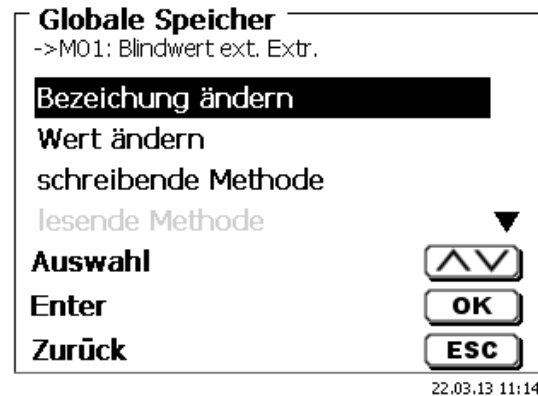 Globale Speicher
->M01: Blindwert ext. Extr.
Bezeichung ändern
Wert ändern
schreibende Methode
lesende Methode
Auswahl
Enter OK
Zurück ESC
22.03.13 11:14